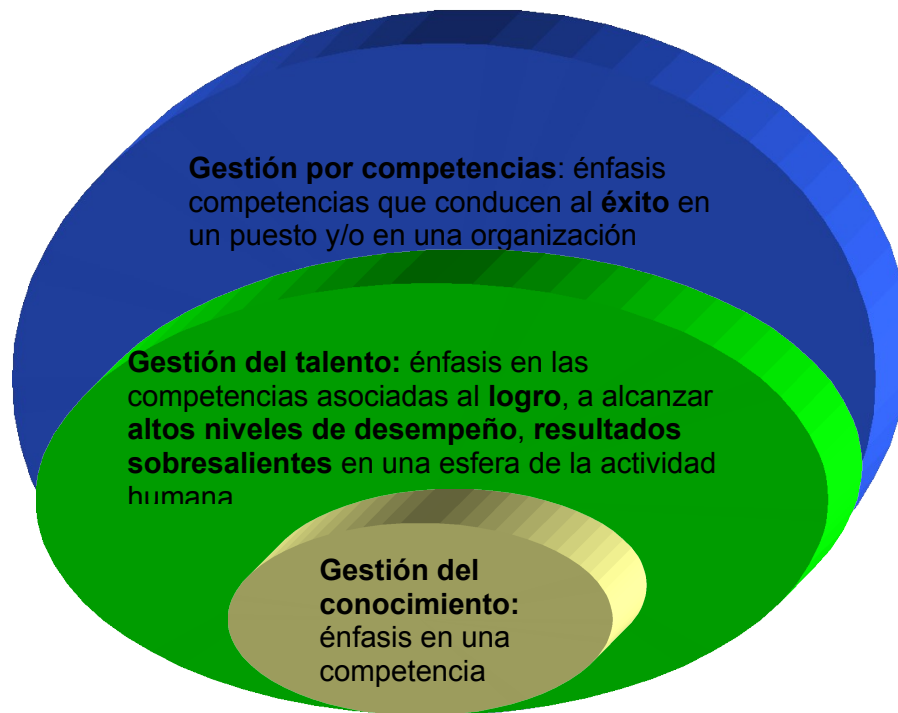 Gestión por competencias: énfasis
competencias que conducen al éxito en
un puesto y/o en una organización
Gestión del talento: énfasis en las
competencias asociadas al logro, a alcanzar
altos niveles de desempeño, resultados
sobresalientes en una esfera de la actividad
humana
Gestión del
conocimiento:
énfasis en una
competencia